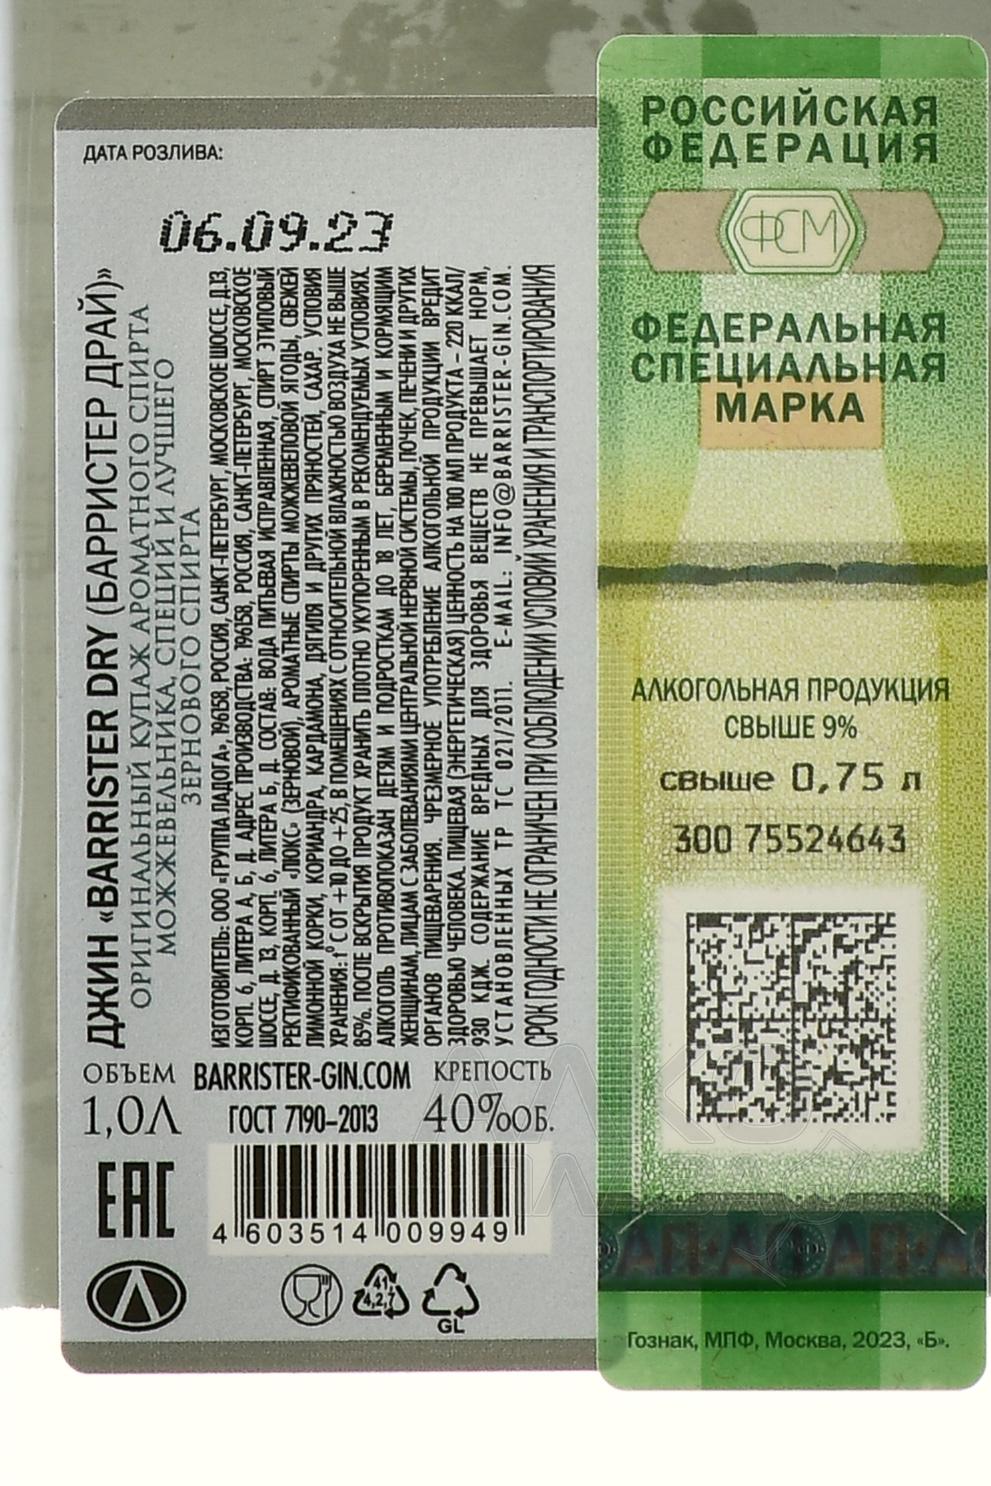 ДАТА РОЗЛИВА:
06.09.23
ДЖИН «BARRISTER DRY (БАРРИСТЕР ДРАЙ)»
ОРИГИНАЛЬНЫЙ КУПАЖ АРОМАТНОГО СПИРТА
МОЖЖЕВЕЛЬНИКА, СПЕЦИЙ И ЛУЧШЕГО
ЗЕРНОВОГО СПИРТА
ИЗГОТОВИТЕЛЬ: ООО «ГРУППА ЛАДОГА», 196158, РОССИЯ, САНКТ-ПЕТЕРБУРГ, МОСКОВСКОЕ ШОССЕ, Д.13,
КОРП. 6, ЛИТЕРА А, Б, Д. АДРЕС ПРОИЗВОДСТВА: 196158, РОССИЯ, САНКТ-ПЕТЕРБУРГ, МОСКОВСКОЕ
ШОССЕ, Д. 13, КОРП. 6, ЛИТЕРА Б, Д. СОСТАВ: ВОДА ПИТЬЕВАЯ ИСПРАВЛЕННАЯ, СПИРТ ЭТИЛОВЫЙ
РЕКТИФИКОВАННЫЙ «ЛЮКС» (ЗЕРНОВОЙ), АРОМАТНЫЕ СПИРТЫ МОЖЖЕВЕЛОВОЙ ЯГОДЫ, СВЕЖЕЙ
ЛИМОННОЙ КОРКИ, КОРИАНДРА, КАРДАМОНА, ДЯГИЛЯ И ДРУГИХ ПРЯНОСТЕЙ, САХАР. УСЛОВИЯ
ХРАНЕНИЯ: t° С ОТ +10 ДО +25, В ПОМЕЩЕНИЯХ С ОТНОСИТЕЛЬНОЙ ВЛАЖНОСТЬЮ ВОЗДУХА НЕ ВЫШЕ
85%. ПОСЛЕ ВСКРЫТИЯ ПРОДУКТ ХРАНИТЬ ПЛОТНО УКУПОРЕННЫМ В РЕКОМЕНДУЕМЫХ УСЛОВИЯХ.
АЛКОГОЛЬ ПРОТИВОПОКАЗАН ДЕТЯМ И ПОДРОСТКАМ ДО 18 ЛЕТ, БЕРЕМЕННЫМ И КОРМЯЩИМ
ЖЕНЩИНАМ, ЛИЦАМ С ЗАБОЛЕВАНИЯМИ ЦЕНТРАЛЬНОЙ НЕРВНОЙ СИСТЕМЫ, ПОЧЕК, ПЕЧЕНИ И ДРУГИХ
ОРГАНОВ ПИЩЕВАРЕНИЯ. ЧРЕЗМЕРНОЕ УПОТРЕБЛЕНИЕ АЛКОГОЛЬНОЙ ПРОДУКЦИИ ВРЕДИТ
ЗДОРОВЬЮ ЧЕЛОВЕКА. ПИЩЕВАЯ (ЭНЕРГЕТИЧЕСКАЯ) ЦЕННОСТЬ НА 100 МЛ ПРОДУКТА – 220 ККАЛ/
930 КДЖ. СОДЕРЖАНИЕ ВРЕДНЫХ ДЛЯ ЗДОРОВЬЯ ВЕЩЕСТВ НЕ ПРЕВЫШАЕТ НОРМ,
УСТАНОВЛЕННЫХ ТР ТС 021/2011. E-MAIL: INFO@BARRISTER-GIN.COM.
СРОК ГОДНОСТИ НЕ ОГРАНИЧЕН ПРИ СОБЛЮДЕНИИ УСЛОВИЙ ХРАНЕНИЯ И ТРАНСПОРТИРОВАНИЯ
ОБЪЕМ
1,0Л
BARRISTER-GIN.COM
ГОСТ 7190–2013
КРЕПОСТЬ
40%ОБ.
EAC
4 603514 009949
41
4,2,7
GL
РОССИЙСКАЯ
ФЕДЕРАЦИЯ
ФСМ
ФЕДЕРАЛЬНАЯ
СПЕЦИАЛЬНАЯ
МАРКА
АЛКОГОЛЬНАЯ ПРОДУКЦИЯ
СВЫШЕ 9%
свыше 0,75 л
300 75524643
АП
Гознак, МПФ, Москва, 2023, «Б».